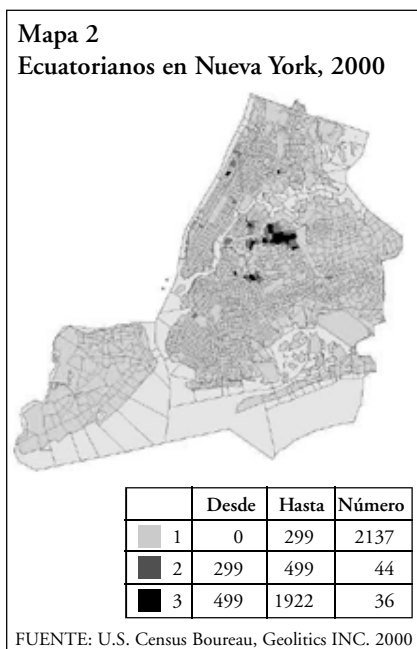 Mapa 2
Ecuatorianos en Nueva York, 2000
Desde Hasta Número
1 0 299 2137
2 299 499 44
3 499 1922 36
FUENTE: U.S. Census Boureau, Geolitics INC. 2000